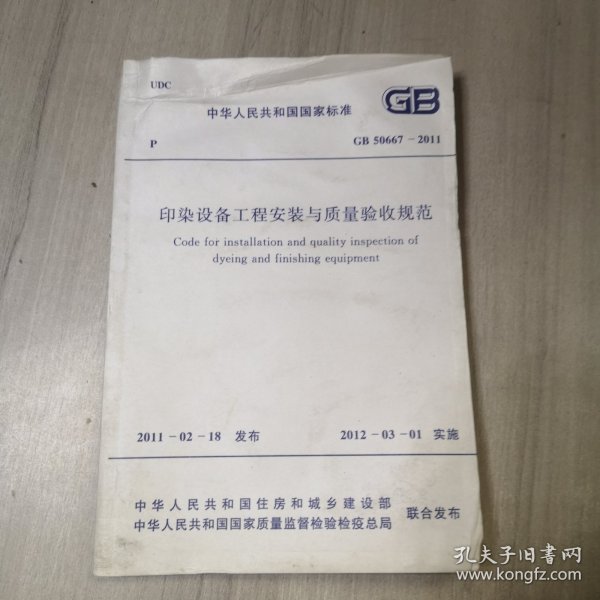 UDC
中华人民共和国国家标准
GB
P
GB 50667-2011
印染设备工程安装与质量验收规范
Code for installation and quality inspection of
dyeing and finishing equipment
2011-02-18 发布
2012-03-01 实施
中华人民共和国住房和城乡建设部
中华人民共和国国家质量监督检验检疫总局
联合发布
孔夫子旧书网
www.kongfz.com